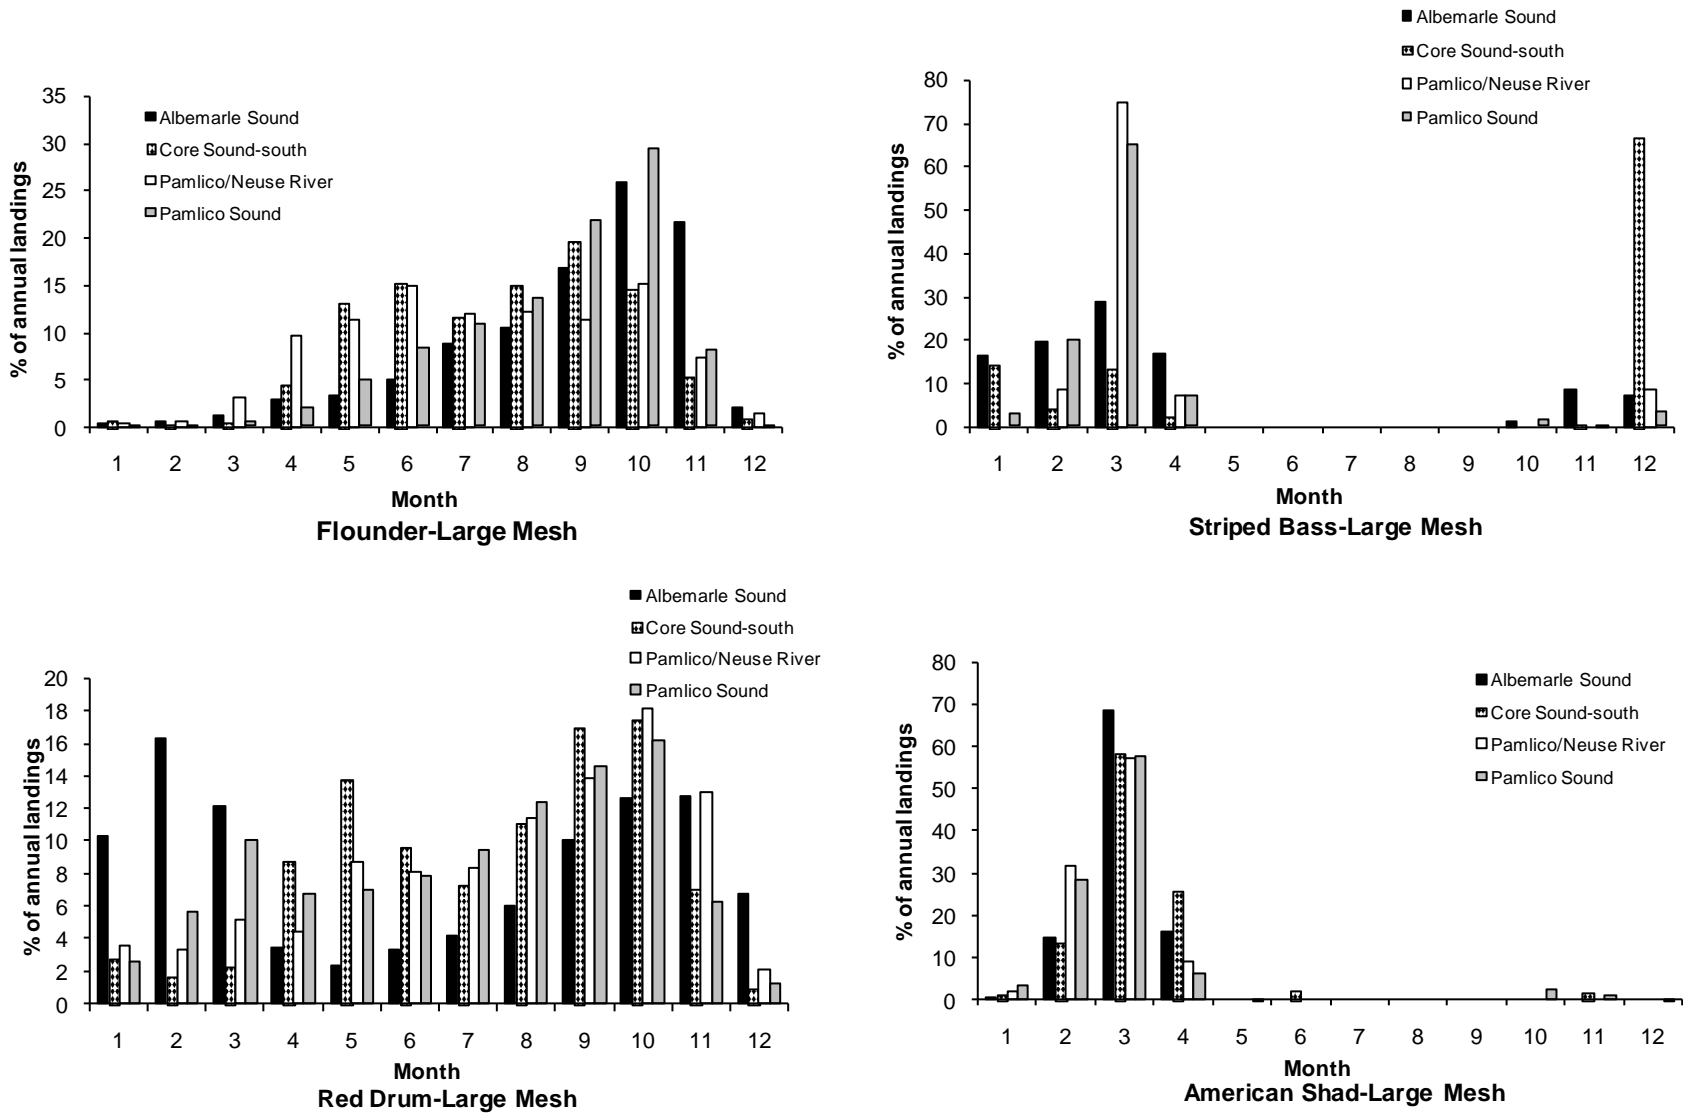 Albemarle Sound
Core Sound-south
Pamlico/Neuse River
Pamlico Sound
35
30
25
20
15
10
5
0
% of annual landings
1 2 3 4 5 6 7 8 9 10 11 12
Month
Flounder-Large Mesh
Albemarle Sound
Core Sound-south
Pamlico/Neuse River
Pamlico Sound
80
70
60
50
40
30
20
10
0
% of annual landings
1 2 3 4 5 6 7 8 9 10 11 12
Month
Striped Bass-Large Mesh
Albemarle Sound
Core Sound-south
Pamlico/Neuse River
Pamlico Sound
20
18
16
14
12
10
8
6
4
2
0
% of annual landings
1 2 3 4 5 6 7 8 9 10 11 12
Month
Red Drum-Large Mesh
Albemarle Sound
Core Sound-south
Pamlico/Neuse River
Pamlico Sound
80
70
60
50
40
30
20
10
0
% of annual landings
1 2 3 4 5 6 7 8 9 10 11 12
Month
American Shad-Large Mesh